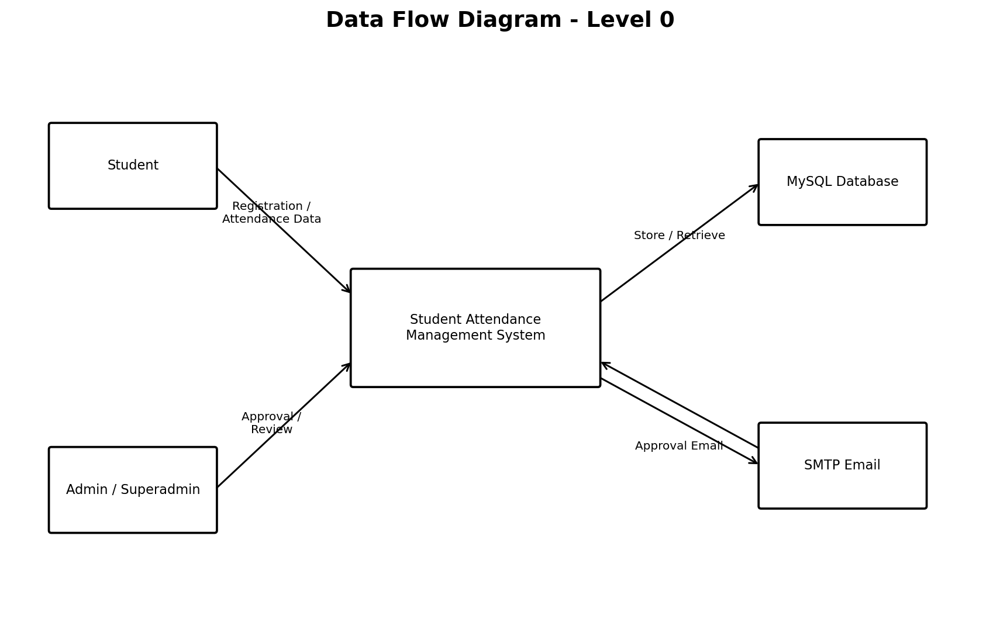 Data Flow Diagram - Level 0
Student
MySQL Database
Registration /
Attendance Data
Store / Retrieve
Student Attendance
Management System
Approval /
Review
Approval Email
SMTP Email
Admin / Superadmin